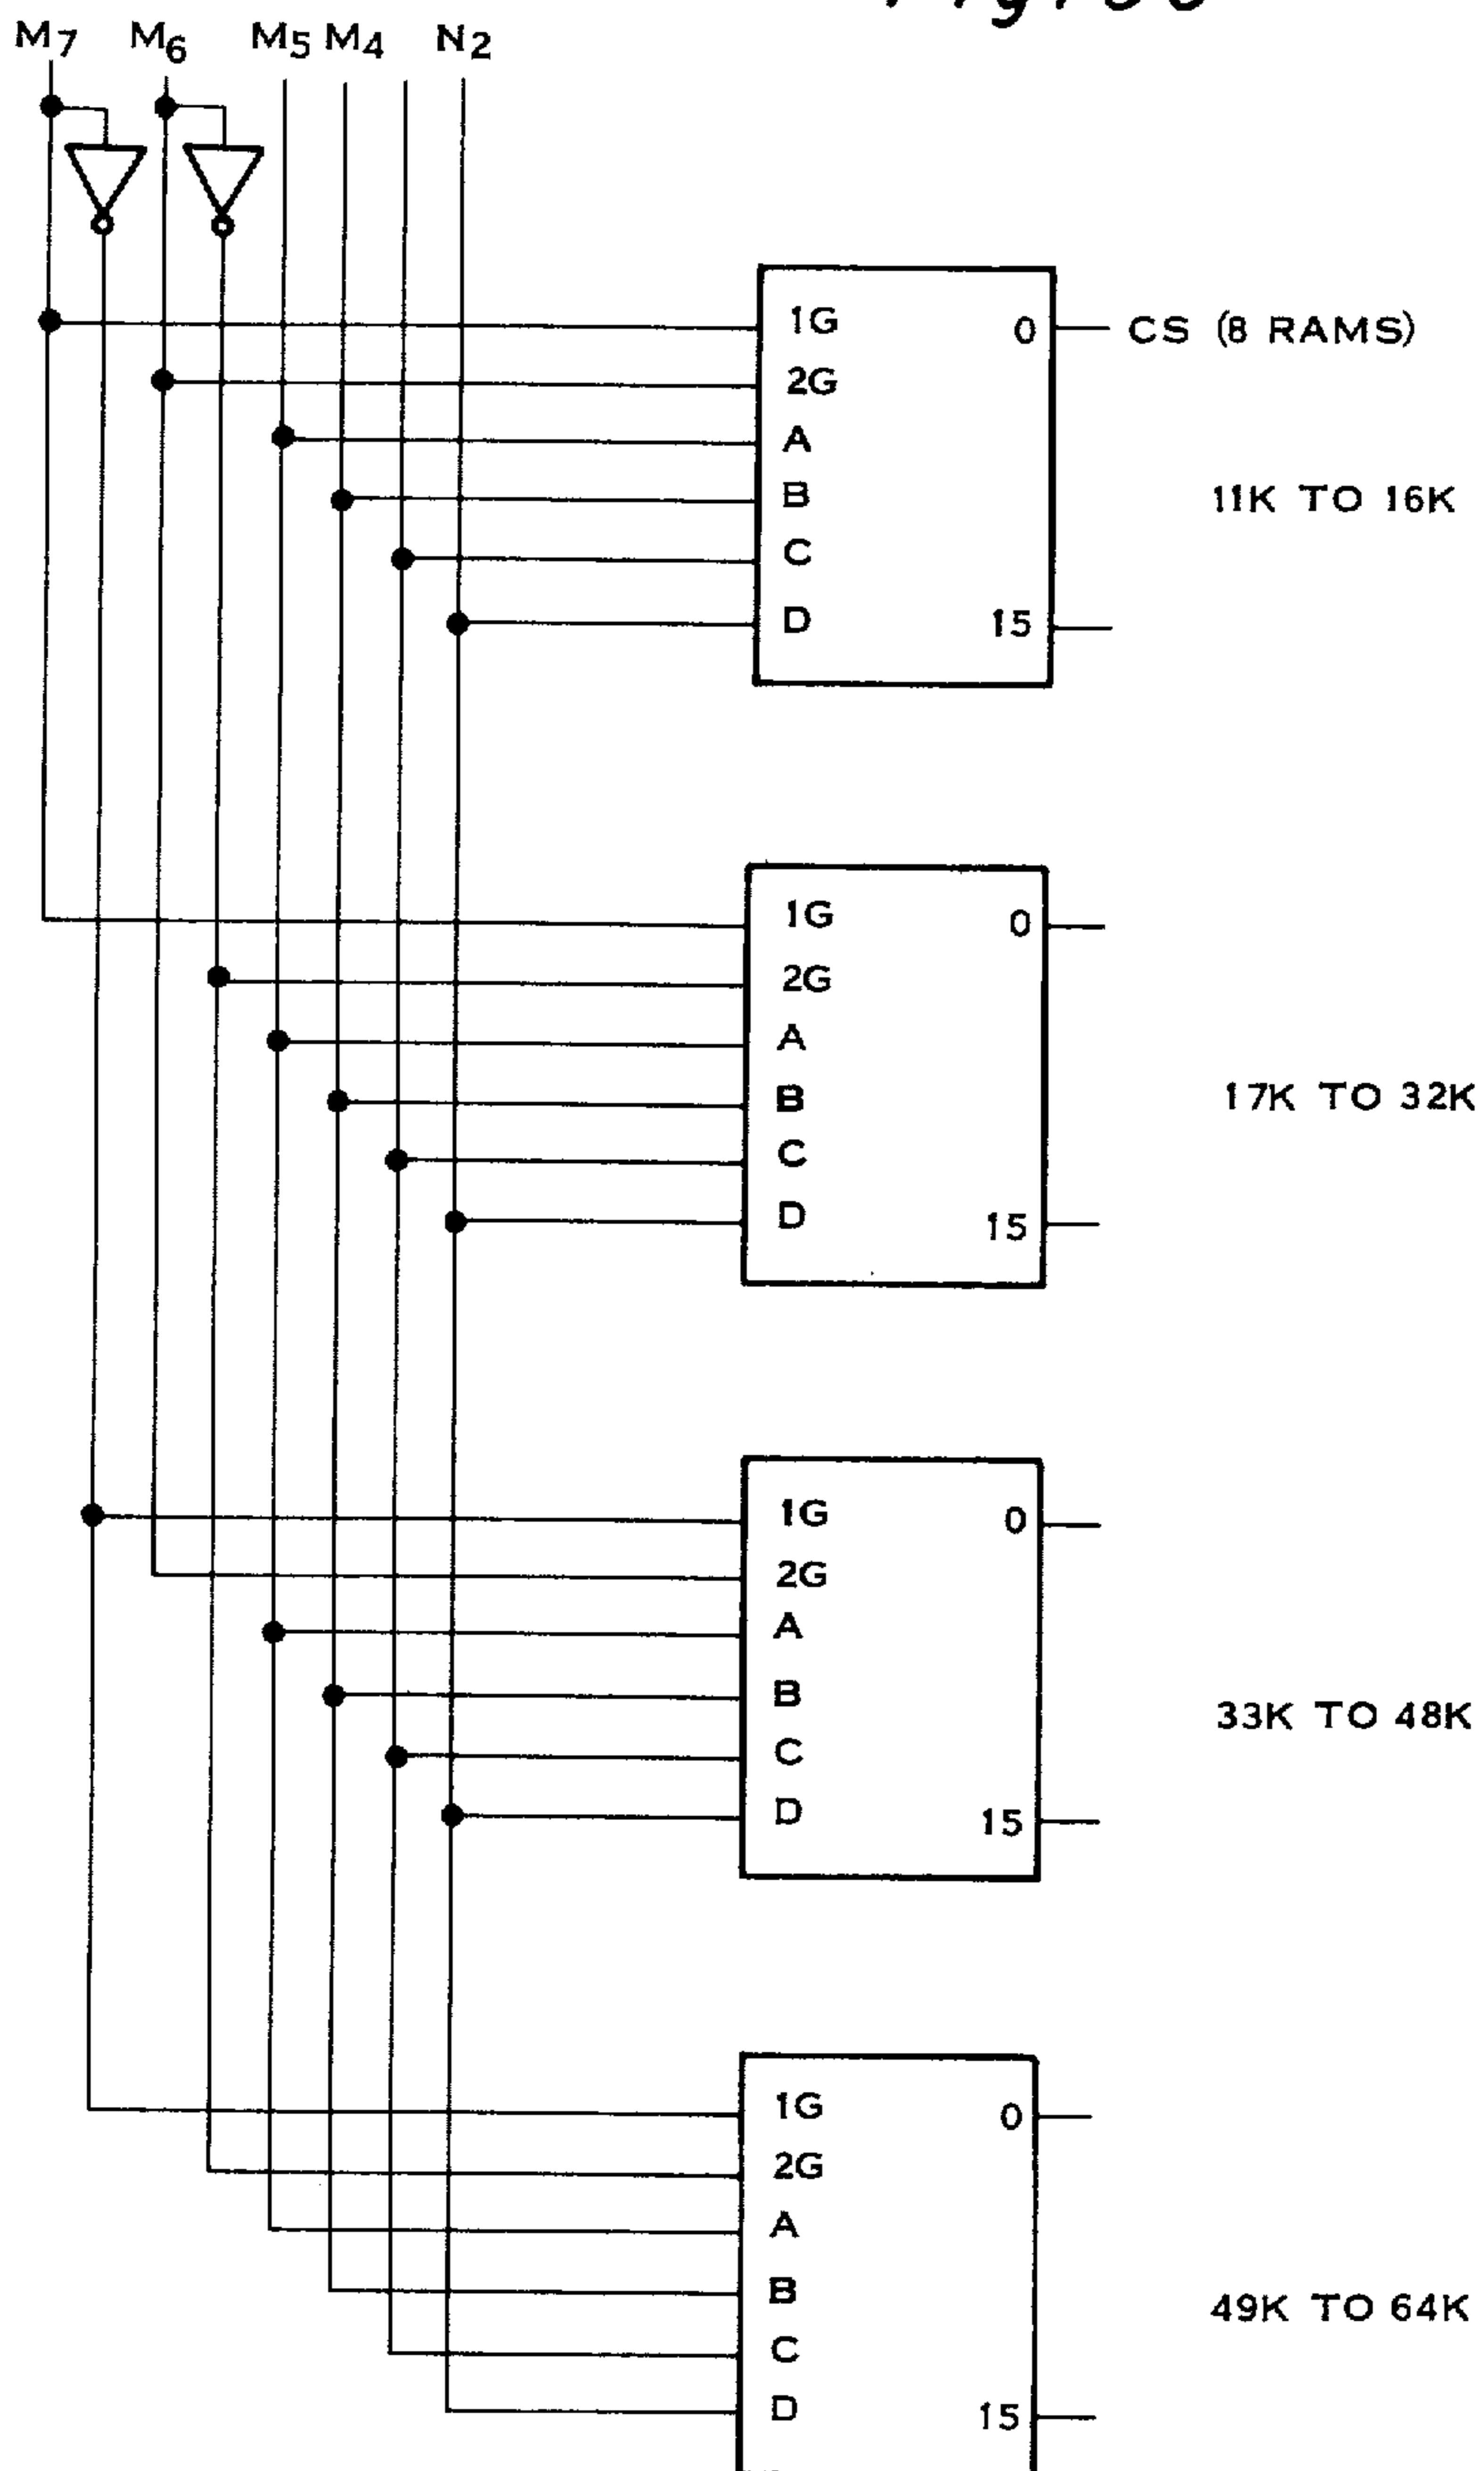 M7 M6 M5 M4 N2
1G 0 CS (8 RAMS)
2G
A
B 11K TO 16K
C
D 15
1G 0
2G
A
B 17K TO 32K
C
D 15
1G 0
2G
A
B 33K TO 48K
C
D 15
1G 0
2G
A
B 49K TO 64K
C
D 15